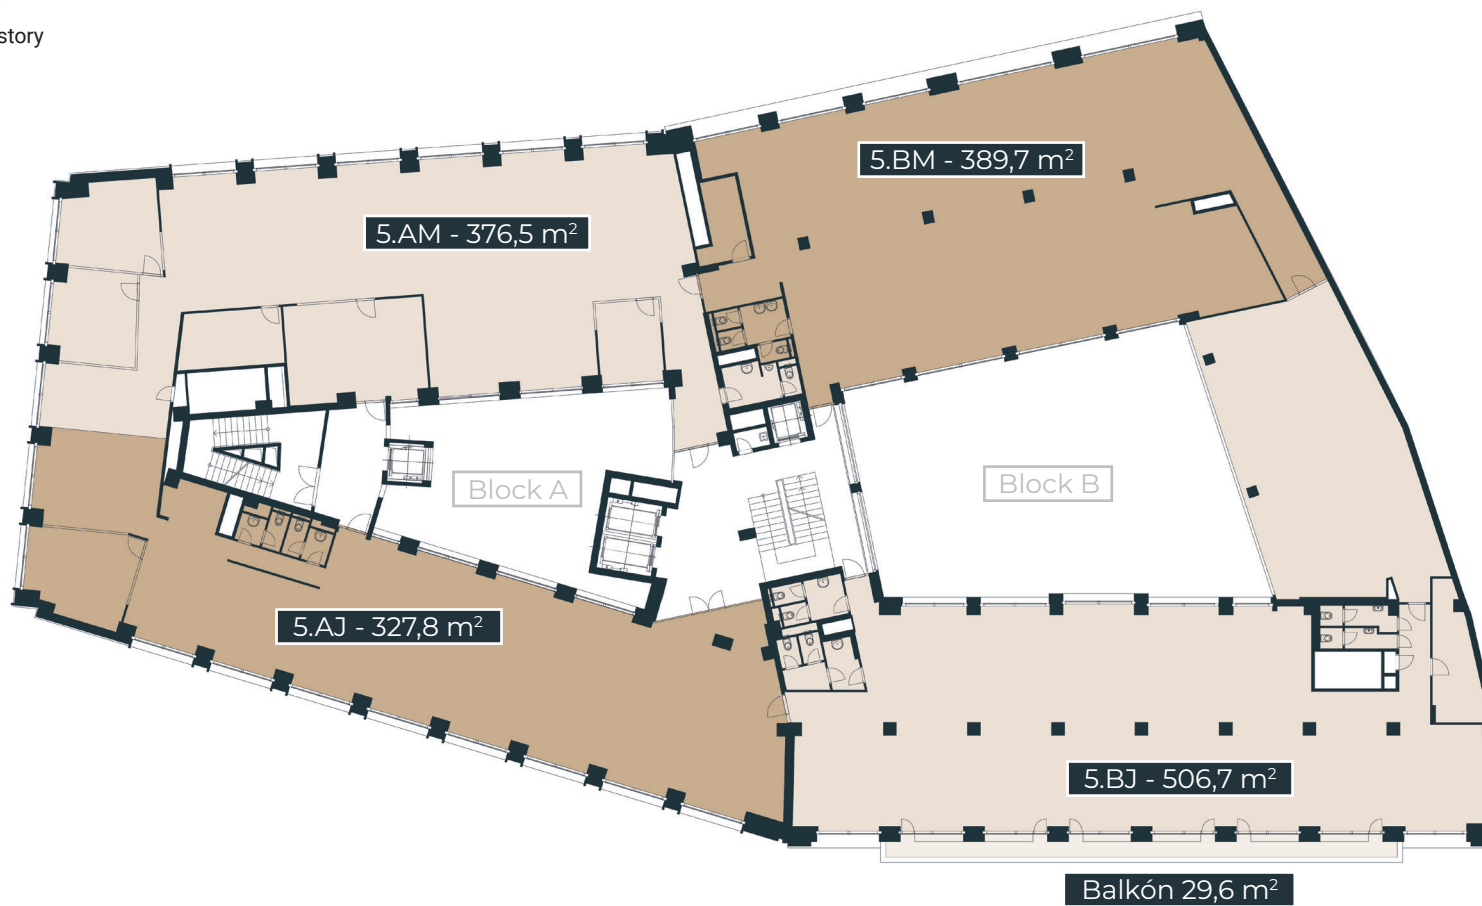 story
5.BM - 389,7 m²
5.AM - 376,5 m²
Block A
Block B
5.AJ - 327,8 m²
5.BJ - 506,7 m²
Balkón 29,6 m²